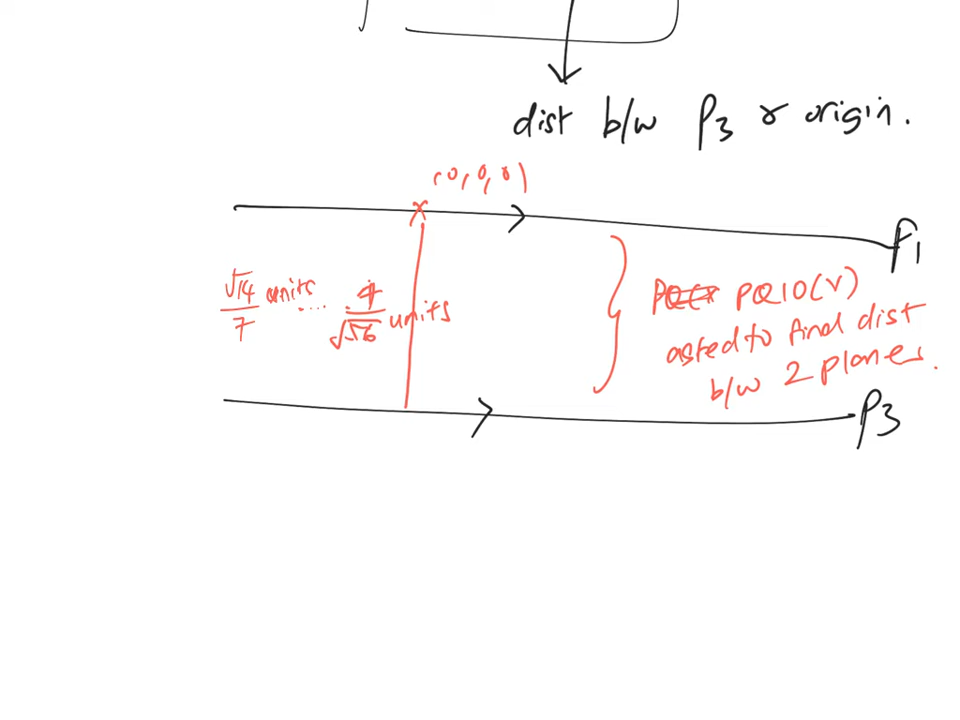 dist b/w P3 & origin.
(0, 0, 0)
P1
√14/7 units ... 4/√56 units
PQ10(V)
asked to find dist
b/w 2 planes.
P3